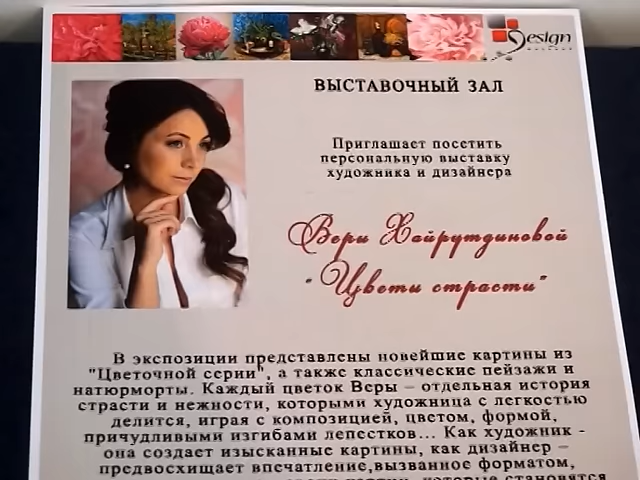 Design
ВЫСТАВОЧНЫЙ ЗАЛ
Приглашает посетить
персональную выставку
художника и дизайнера
Веры Хайрутдиновой
"Цветы страсти"
В экспозиции представлены новейшие картины из
"Цветочной серии", а также классические пейзажи и
натюрморты. Каждый цветок Веры – отдельная история
страсти и нежности, которыми художница с легкостью
делится, играя с композицией, цветом, формой,
причудливыми изгибами лепестков... Как художник -
она создает изысканные картины, как дизайнер –
предвосхищает впечатление,вызванное форматом,
которые становятся